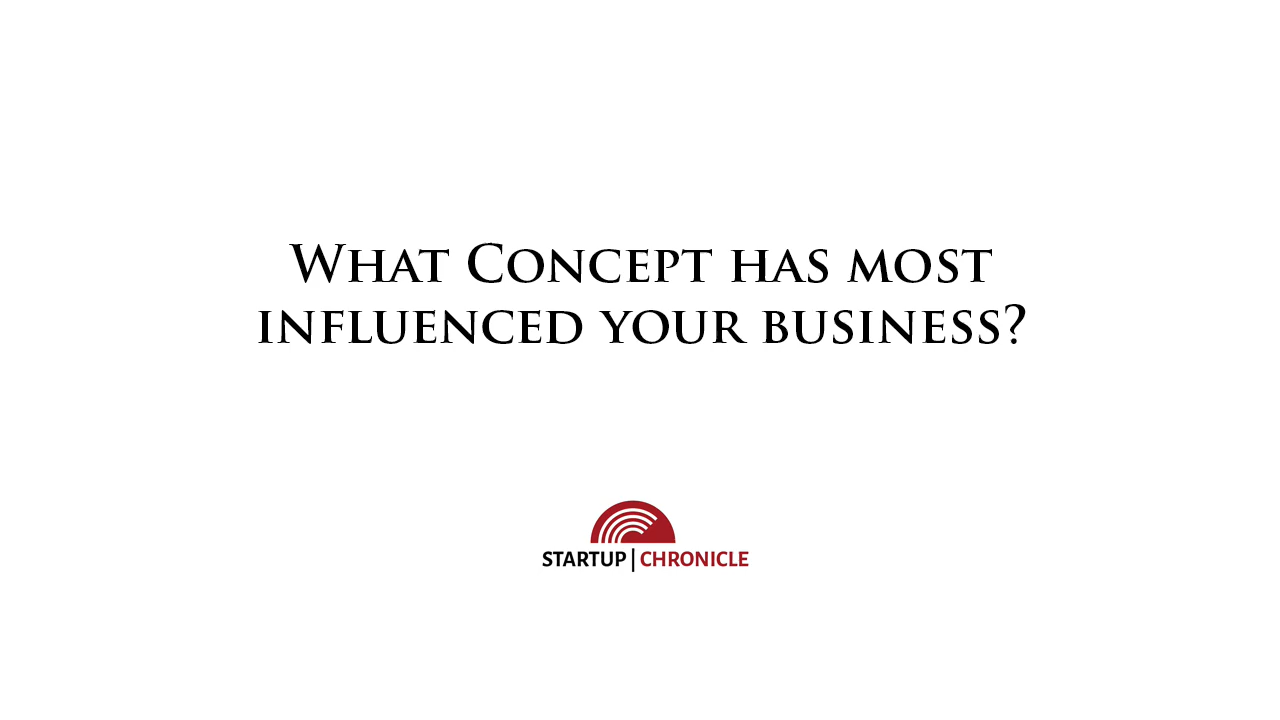 What Concept has most
influenced your business?
STARTUP | CHRONICLE